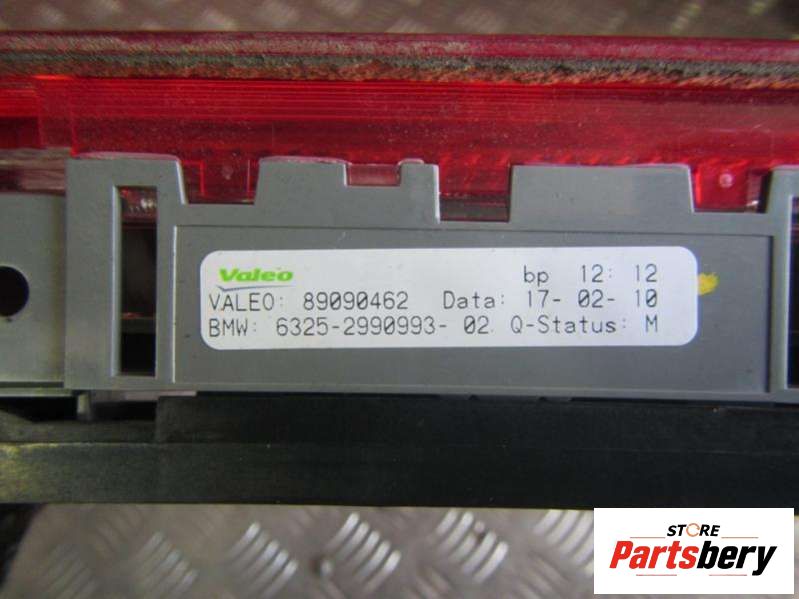 Valeo bp 12: 12
VALEO: 89090462 Data: 17- 02- 10
BMW: 6325-2990993- 02 Q-Status: M
STORE
Partsbery